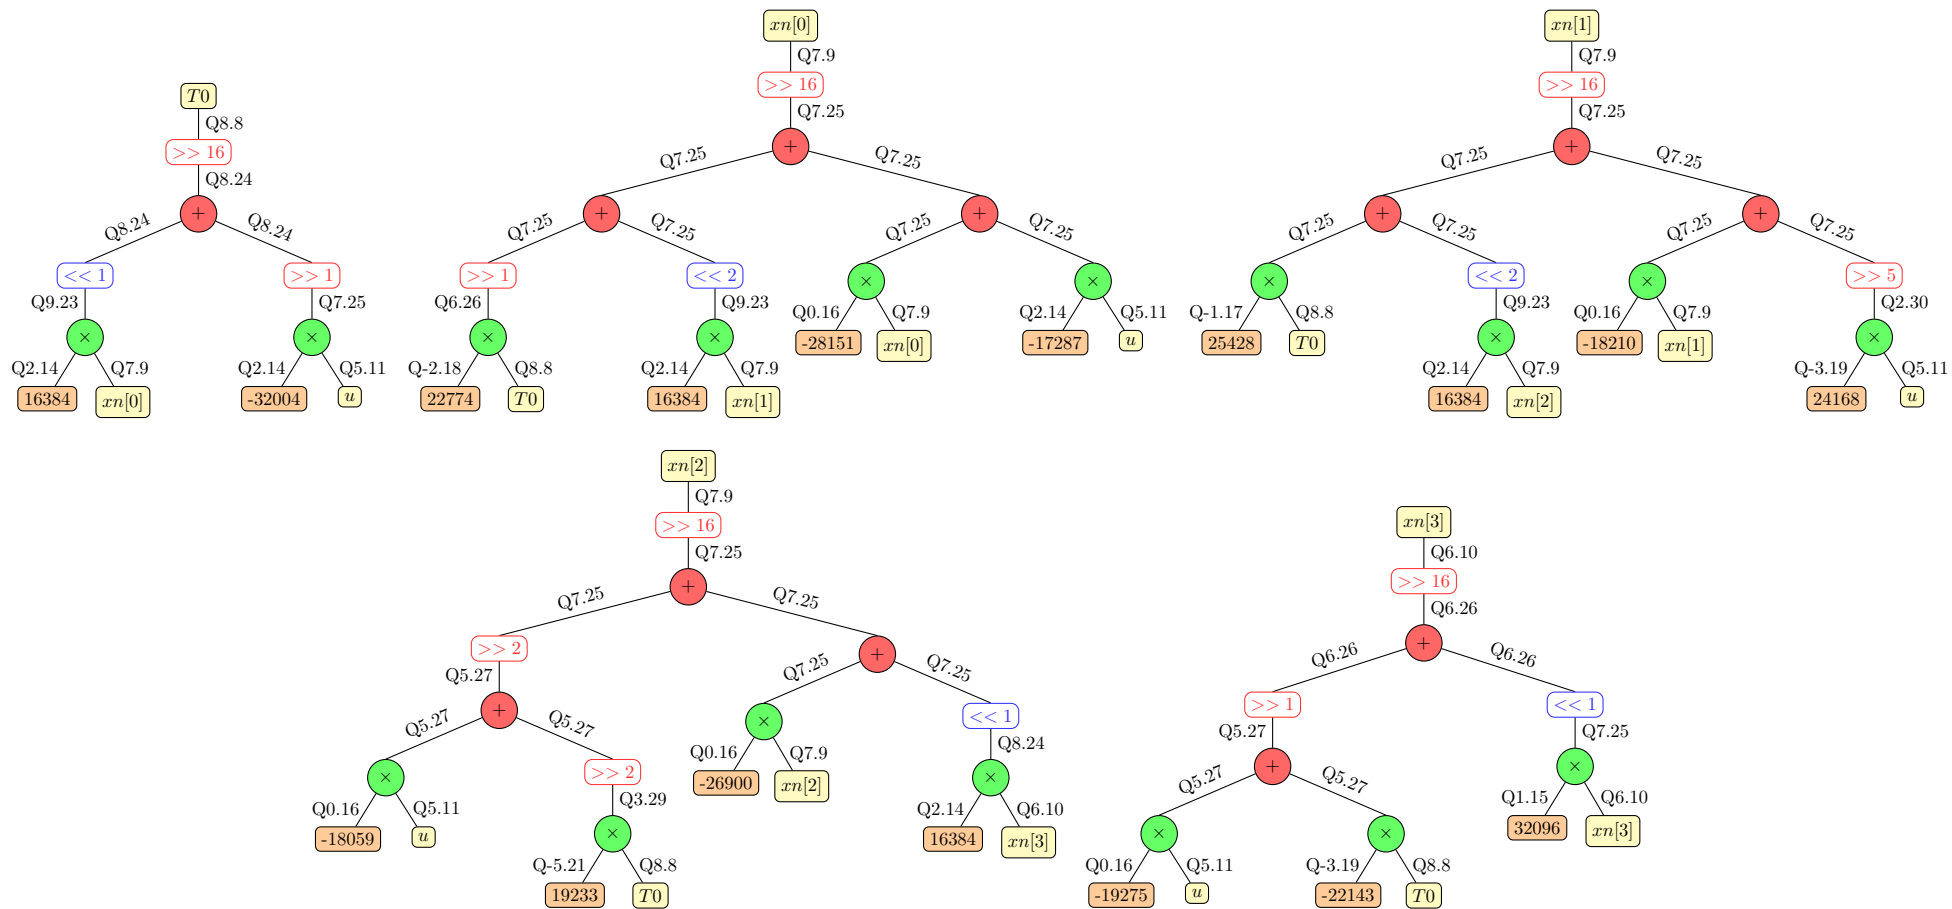 T0
Q8.8
>> 16
Q8.24
+
Q8.24 Q8.24
<< 1 >> 1
Q9.23 Q7.25
× ×
Q2.14 Q7.9 Q2.14 Q5.11
16384 xn[0] -32004 u
xn[0]
Q7.9
>> 16
Q7.25
+
Q7.25 Q7.25
+ +
Q7.25 Q7.25 Q7.25 Q7.25
>> 1 << 2 × ×
Q6.26 Q9.23 Q0.16 Q7.9 Q2.14 Q5.11
× × -28151 xn[0] -17287 u
Q-2.18 Q8.8 Q2.14 Q7.9
22774 T0 16384 xn[1]
xn[1]
Q7.9
>> 16
Q7.25
+
Q7.25 Q7.25
+ +
Q7.25 Q7.25 Q7.25 Q7.25
× << 2 × >> 5
Q-1.17 Q8.8 Q9.23 Q0.16 Q7.9 Q2.30
25428 T0 × -18210 xn[1] ×
Q2.14 Q7.9 Q-3.19 Q5.11
16384 xn[2] 24168 u
xn[2]
Q7.9
>> 16
Q7.25
+
Q7.25 Q7.25
>> 2 +
Q5.27 Q7.25 Q7.25
+ × << 1
Q5.27 Q5.27 Q0.16 Q7.9 Q8.24
× >> 2 -26900 xn[2] ×
Q0.16 Q5.11 Q3.29 Q2.14 Q6.10
-18059 u × 16384 xn[3]
Q-5.21 Q8.8
19233 T0
xn[3]
Q6.10
>> 16
Q6.26
+
Q6.26 Q6.26
>> 1 << 1
Q5.27 Q7.25
+ ×
Q5.27 Q5.27 Q1.15 Q6.10
× × 32096 xn[3]
Q0.16 Q5.11 Q-3.19 Q8.8
-19275 u -22143 T0